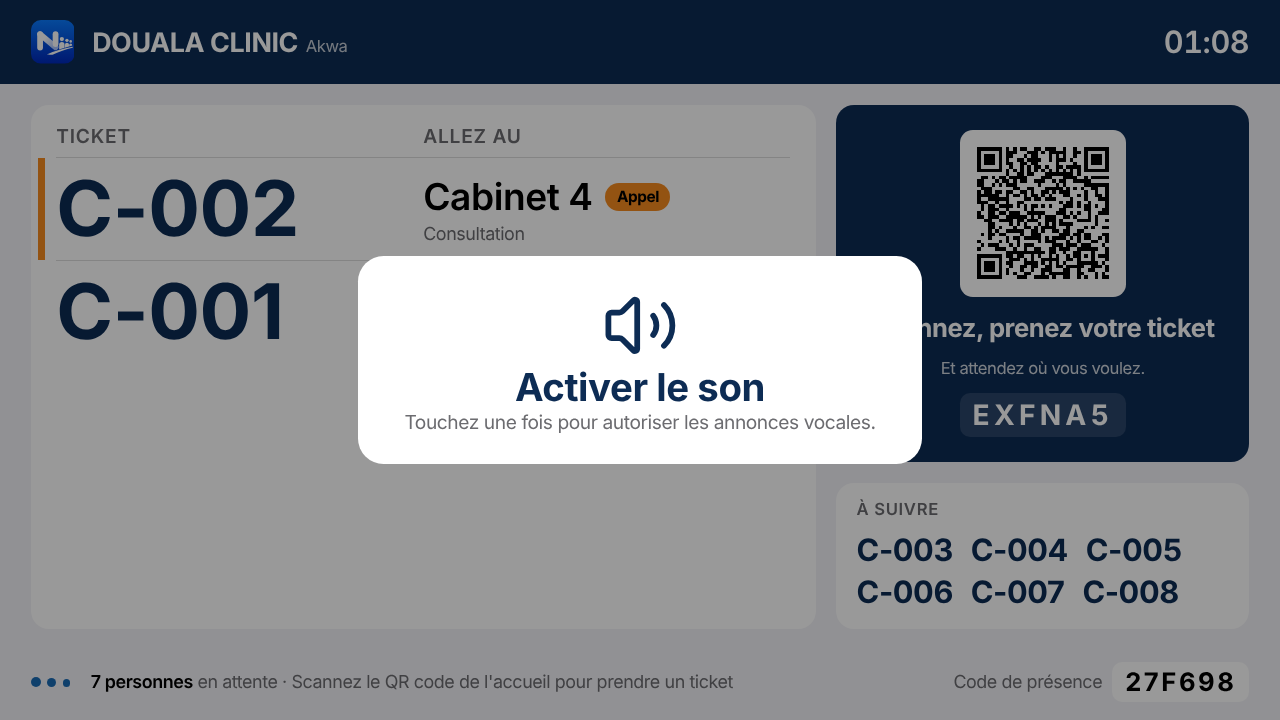 DOUALA CLINIC Akwa
01:08
TICKET
ALLEZ AU
C-002
Cabinet 4
Appel
Consultation
C-001
Activer le son
Touchez une fois pour autoriser les annonces vocales.
prenez votre ticket
Et attendez où vous voulez.
EXFNA5
À SUIVRE
C-003 C-004 C-005
C-006 C-007 C-008
7 personnes en attente · Scannez le QR code de l'accueil pour prendre un ticket
Code de présence 27F698